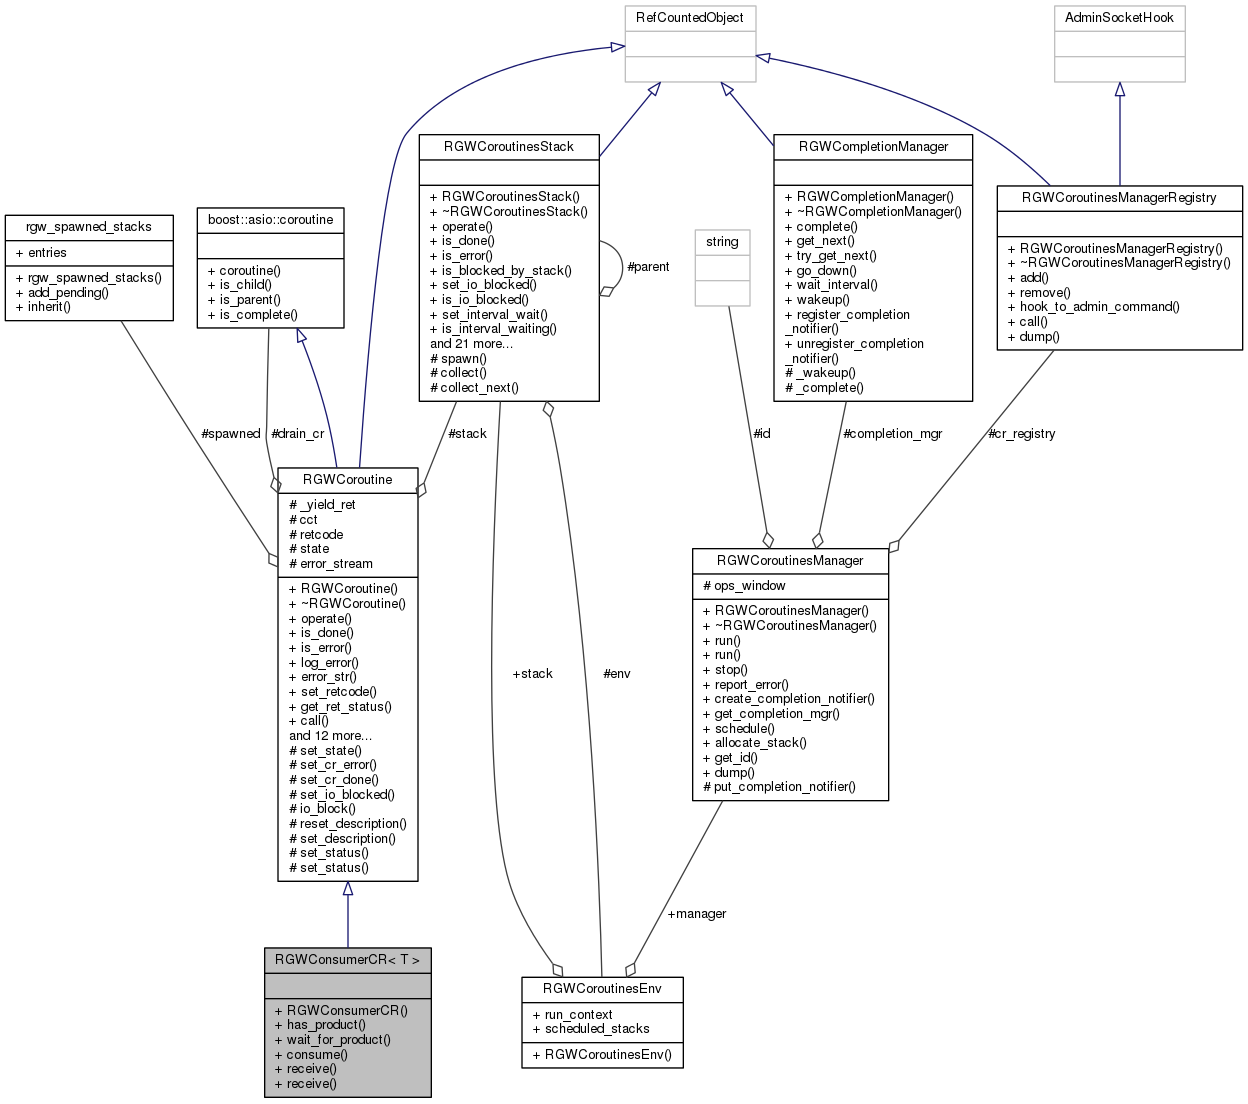 RefCountedObject
AdminSocketHook
RGWCoroutinesStack
+ RGWCoroutinesStack()
+ ~RGWCoroutinesStack()
+ operate()
+ is_done()
+ is_error()
+ is_blocked_by_stack()
+ set_io_blocked()
+ is_io_blocked()
+ set_interval_wait()
+ is_interval_waiting()
and 21 more...
# spawn()
# collect()
# collect_next()
#parent
RGWCompletionManager
+ RGWCompletionManager()
+ ~RGWCompletionManager()
+ complete()
+ get_next()
+ try_get_next()
+ go_down()
+ wait_interval()
+ wakeup()
+ register_completion
_notifier()
+ unregister_completion
_notifier()
# _wakeup()
# _complete()
RGWCoroutinesManagerRegistry
+ RGWCoroutinesManagerRegistry()
+ ~RGWCoroutinesManagerRegistry()
+ add()
+ remove()
+ hook_to_admin_command()
+ call()
+ dump()
rgw_spawned_stacks
+ entries
+ rgw_spawned_stacks()
+ add_pending()
+ inherit()
boost::asio::coroutine
+ coroutine()
+ is_child()
+ is_parent()
+ is_complete()
string
#spawned
#drain_cr
#stack
#id
#completion_mgr
#cr_registry
RGWCoroutine
# _yield_ret
# cct
# retcode
# state
# error_stream
+ RGWCoroutine()
+ ~RGWCoroutine()
+ operate()
+ is_done()
+ is_error()
+ log_error()
+ error_str()
+ set_retcode()
+ get_ret_status()
+ call()
and 12 more...
# set_state()
# set_cr_error()
# set_cr_done()
# set_io_blocked()
# io_block()
# reset_description()
# set_description()
# set_status()
# set_status()
RGWCoroutinesManager
# ops_window
+ RGWCoroutinesManager()
+ ~RGWCoroutinesManager()
+ run()
+ run()
+ stop()
+ report_error()
+ create_completion_notifier()
+ get_completion_mgr()
+ schedule()
+ allocate_stack()
+ get_id()
+ dump()
# put_completion_notifier()
+stack
#env
+manager
RGWConsumerCR< T >
+ RGWConsumerCR()
+ has_product()
+ wait_for_product()
+ consume()
+ receive()
+ receive()
RGWCoroutinesEnv
+ run_context
+ scheduled_stacks
+ RGWCoroutinesEnv()